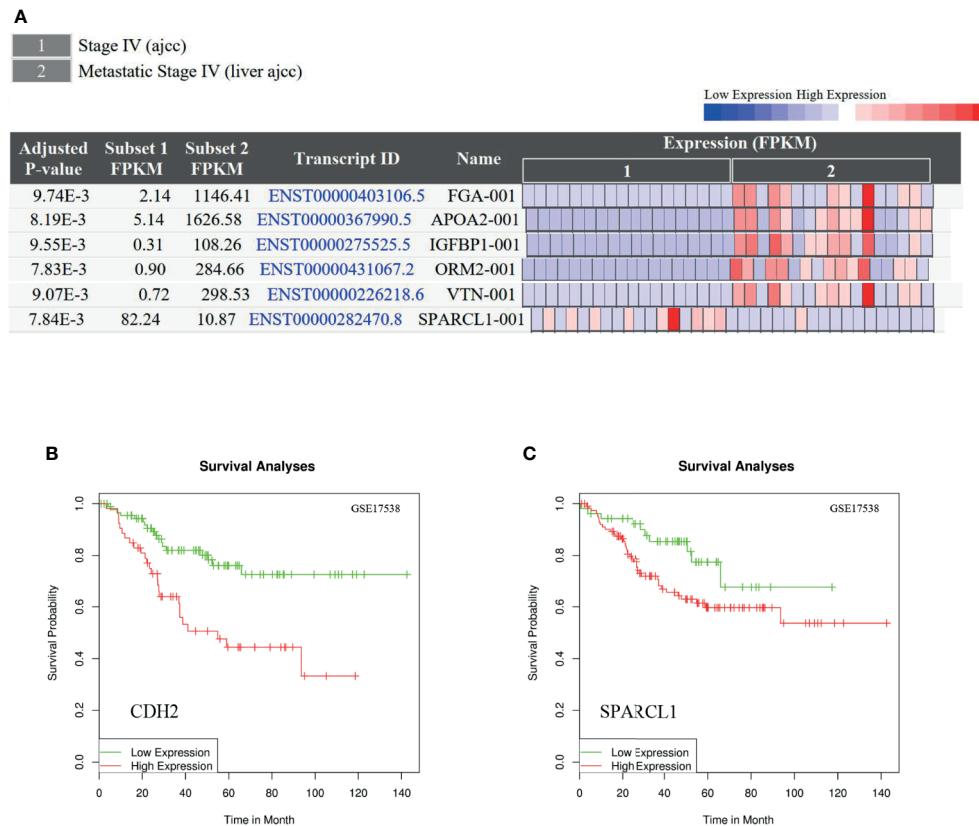 A
1 Stage IV (ajcc)
2 Metastatic Stage IV (liver ajcc)
Low Expression High Expression
Adjusted P-value Subset 1 FPKM Subset 2 FPKM Transcript ID Name Expression (FPKM)
1 2
9.74E-3 2.14 1146.41 ENST00000403106.5 FGA-001
8.19E-3 5.14 1626.58 ENST00000367990.5 APOA2-001
9.55E-3 0.31 108.26 ENST00000275525.5 IGFBP1-001
7.83E-3 0.90 284.66 ENST00000431067.2 ORM2-001
9.07E-3 0.72 298.53 ENST00000226218.6 VTN-001
7.84E-3 82.24 10.87 ENST00000282470.8 SPARCL1-001
B
Survival Analyses
GSE17538
Survival Probability
1.0
0.8
0.6
0.4
0.2
0.0
CDH2
Low Expression
High Expression
0 20 40 60 80 100 120 140
Time in Month
C
Survival Analyses
GSE17538
Survival Probability
1.0
0.8
0.6
0.4
0.2
0.0
SPARCL1
Low Expression
High Expression
0 20 40 60 80 100 120 140
Time in Month